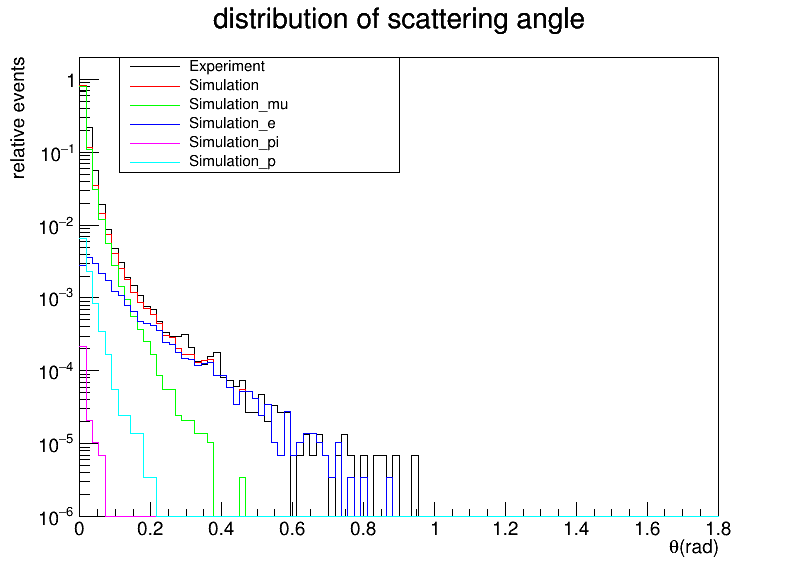 distribution of scattering angle
relative events
Experiment
Simulation
Simulation_mu
Simulation_e
Simulation_pi
Simulation_p
1
10⁻¹
10⁻²
10⁻³
10⁻⁴
10⁻⁵
10⁻⁶
0 0.2 0.4 0.6 0.8 1 1.2 1.4 1.6 1.8
θ(rad)